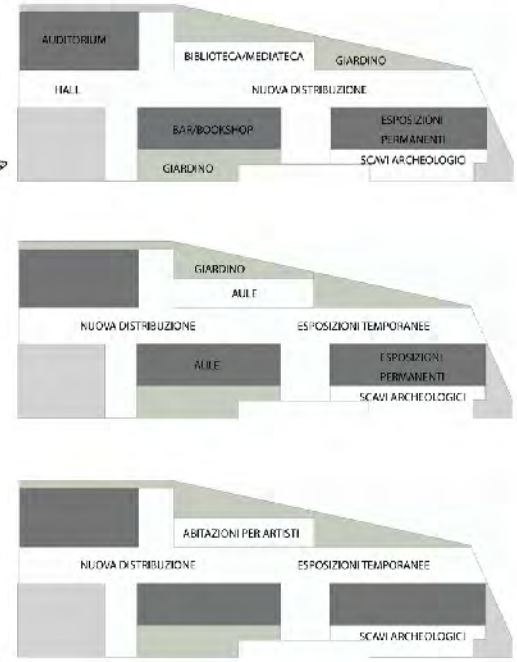 AUDITORIUM
BIBLIOTECA/MEDIATECA
GIARDINO
HALL
NUOVA DISTRIBUZIONE
BAR/BOOKSHOP
ESPOSIZIONI
PERMANENTI
SCAVI ARCHEOLOGICI
GIARDINO
GIARDINO
AULE
NUOVA DISTRIBUZIONE
ESPOSIZIONI TEMPORANEE
AULE
ESPOSIZIONI
PERMANENTI
SCAVI ARCHEOLOGICI
ABITAZIONI PER ARTISTI
NUOVA DISTRIBUZIONE
ESPOSIZIONI TEMPORANEE
SCAVI ARCHEOLOGICI